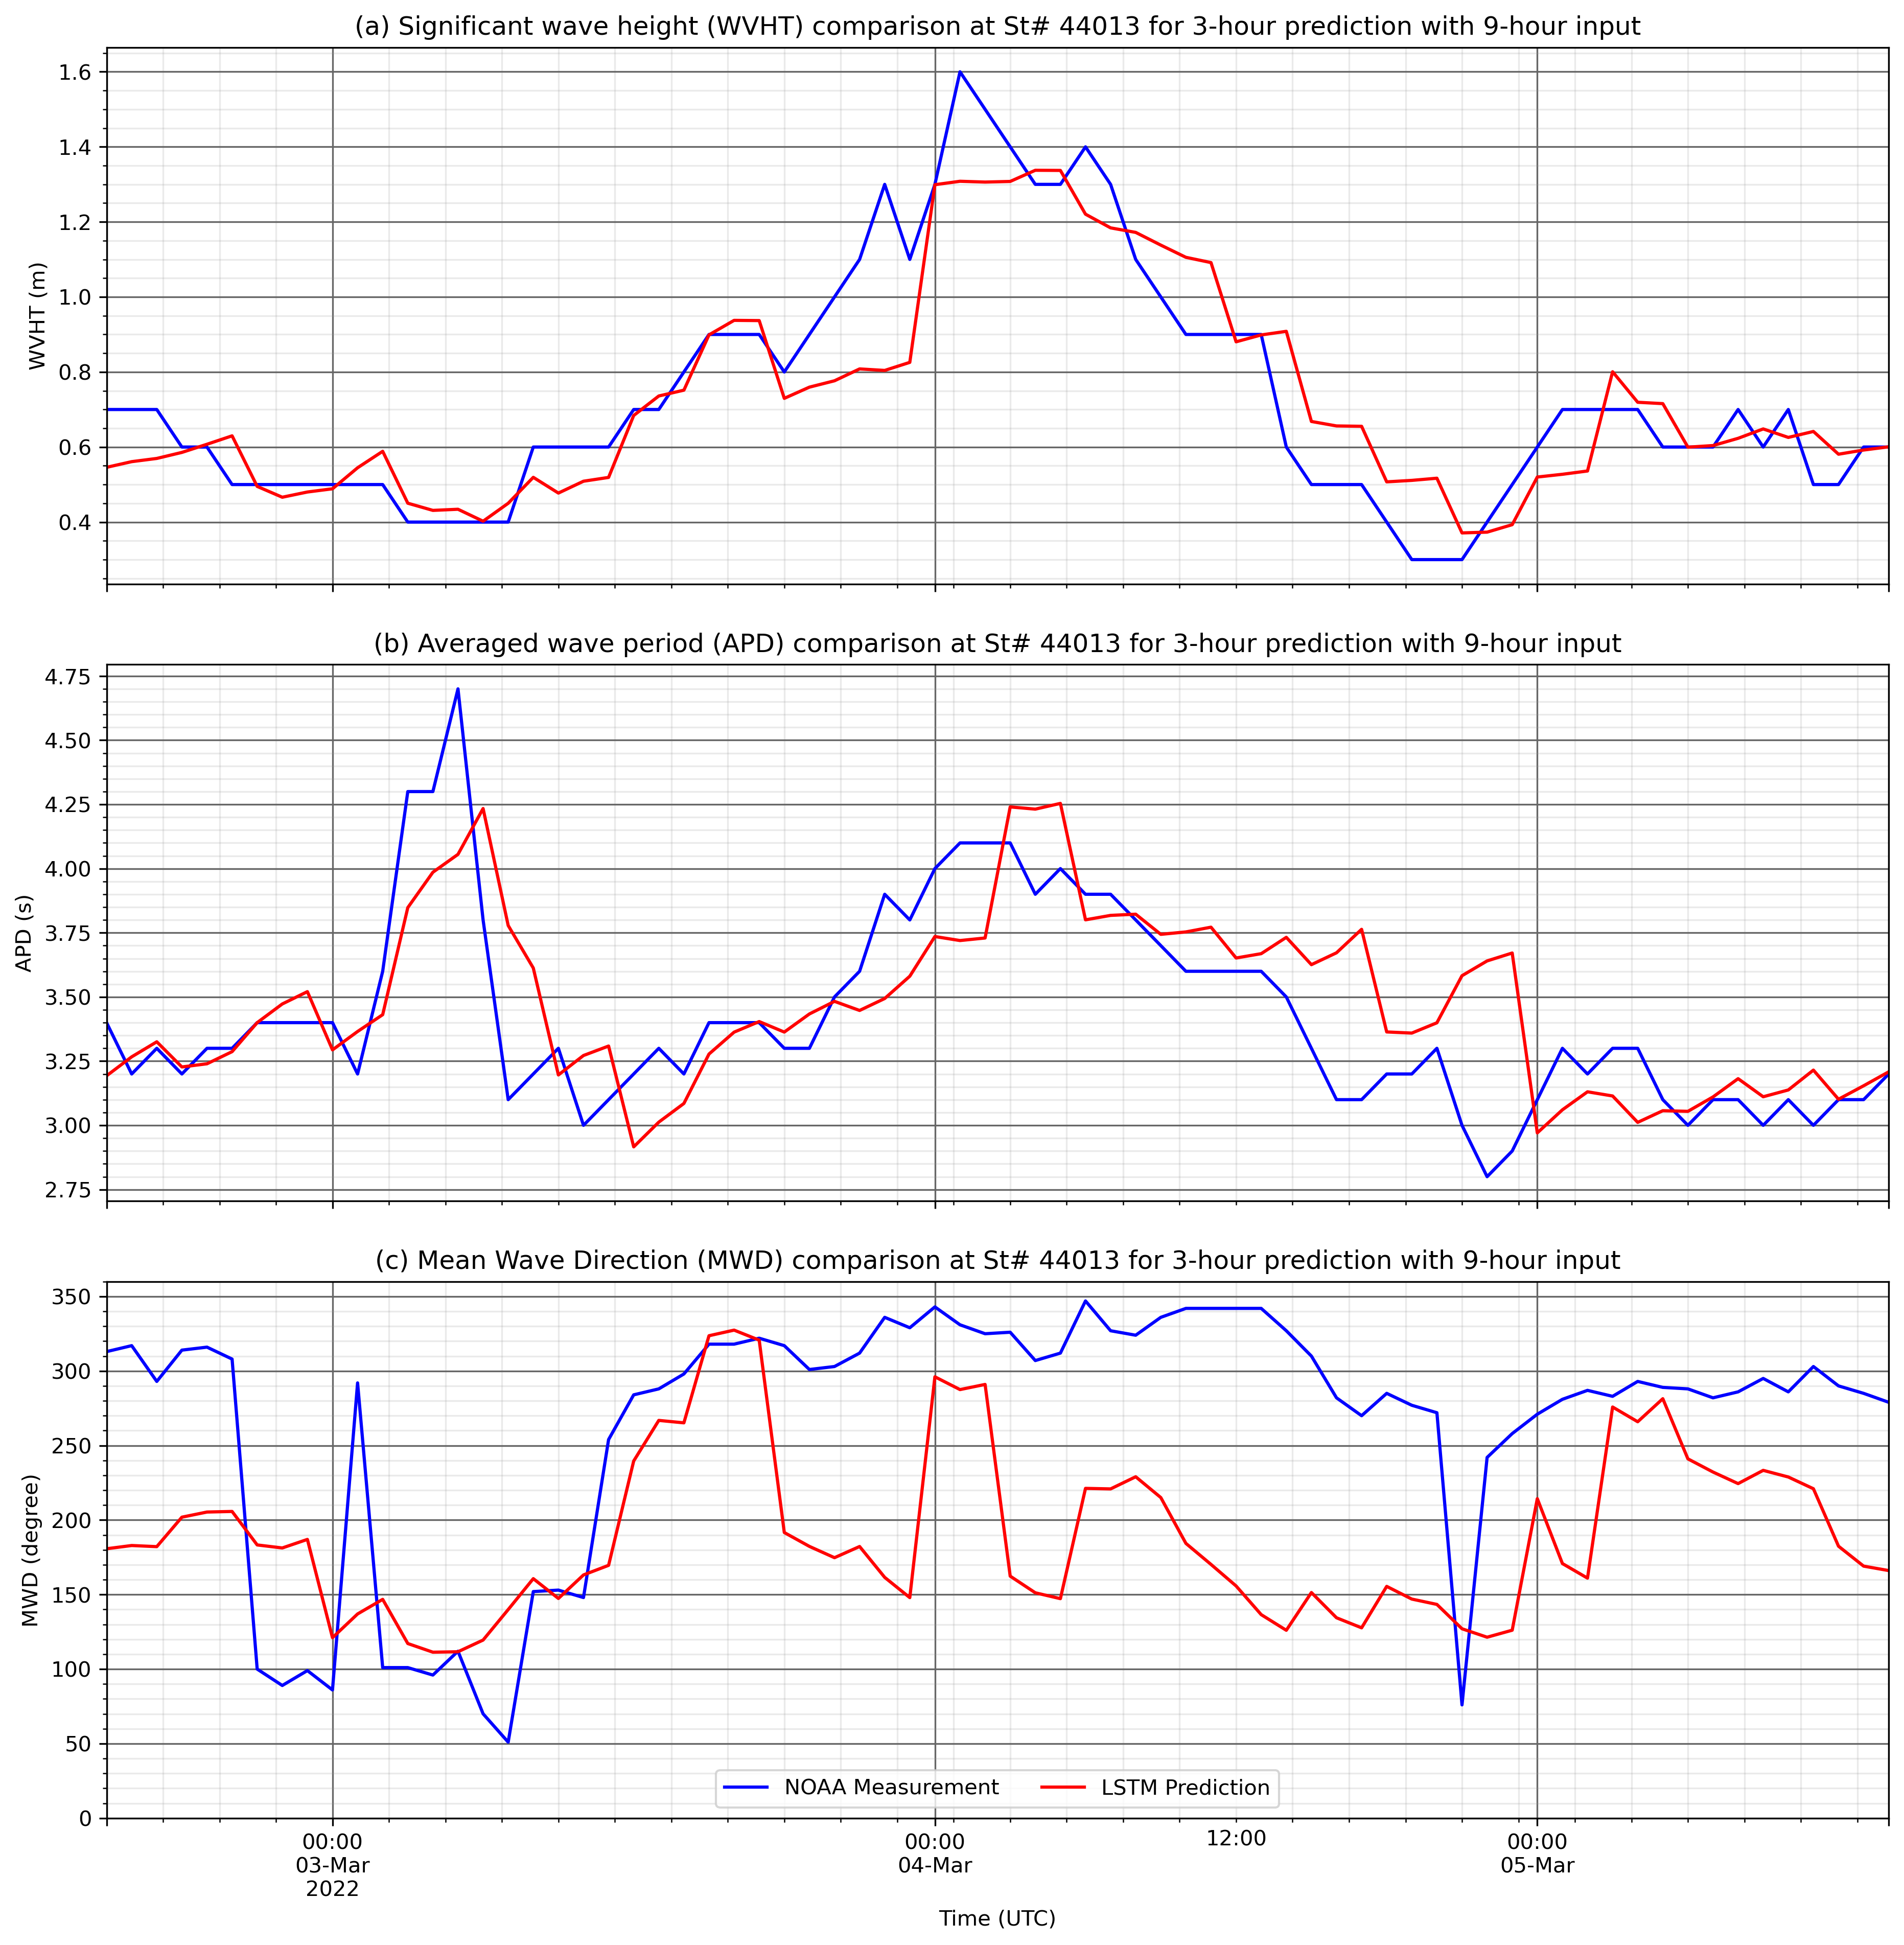 (a) Significant wave height (WVHT) comparison at St# 44013 for 3-hour prediction with 9-hour input
WVHT (m)
1.6
1.4
1.2
1.0
0.8
0.6
0.4
(b) Averaged wave period (APD) comparison at St# 44013 for 3-hour prediction with 9-hour input
APD (s)
4.75
4.50
4.25
4.00
3.75
3.50
3.25
3.00
2.75
(c) Mean Wave Direction (MWD) comparison at St# 44013 for 3-hour prediction with 9-hour input
MWD (degree)
350
300
250
200
150
100
50
0
NOAA Measurement
LSTM Prediction
00:00
03-Mar
2022
00:00
04-Mar
12:00
00:00
05-Mar
Time (UTC)